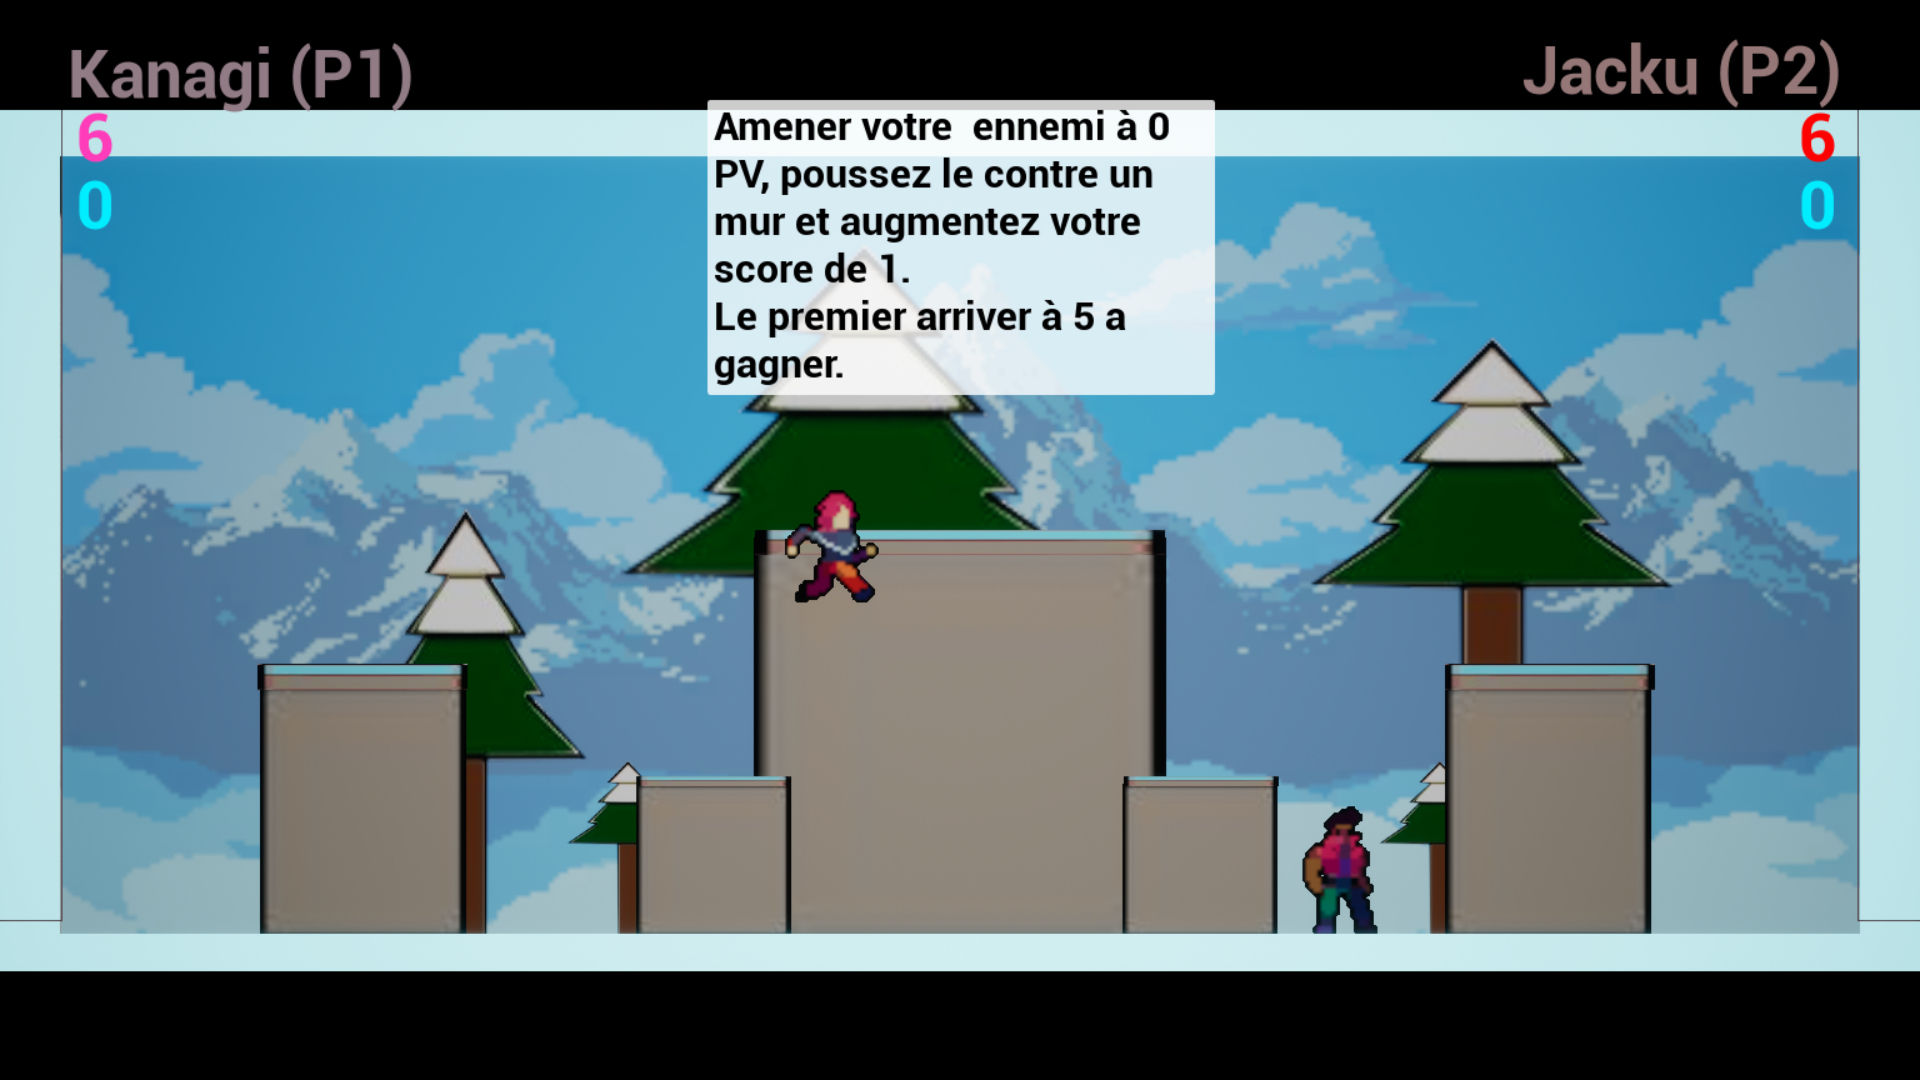 Kanagi (P1)
Jacku (P2)
6
6
0
0
Amener votre  ennemi à 0
PV, poussez le contre un
mur et augmentez votre
score de 1.
Le premier arriver à 5 a
gagner.